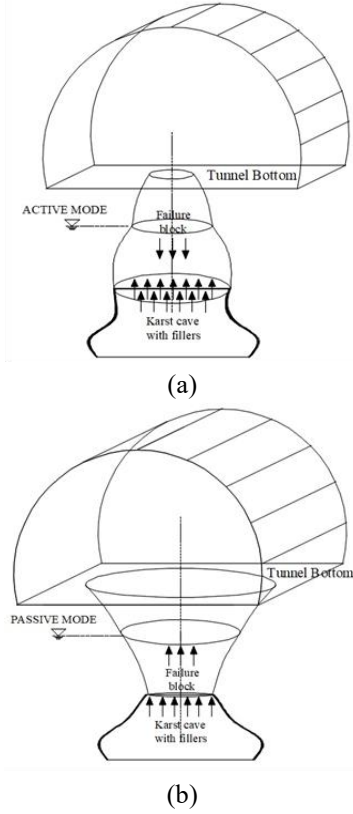 Tunnel Bottom
ACTIVE MODE
Failure
block
Karst cave
with fillers
(a)
Tunnel Bottom
PASSIVE MODE
Failure
block
Karst cave
with fillers
(b)